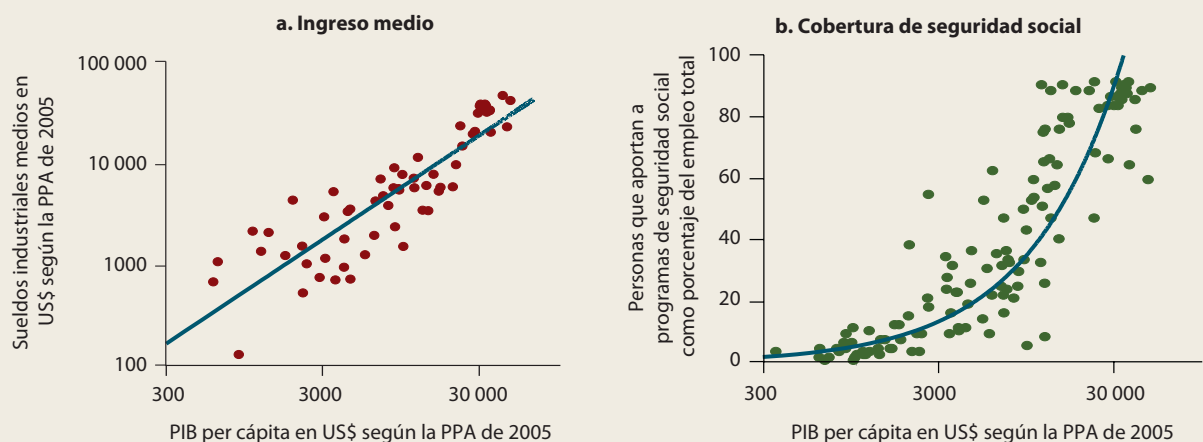 a. Ingreso medio
Sueldos industriales medios en
US$ según la PPA de 2005
100 000
10 000
1000
100
300
3000
30 000
PIB per cápita en US$ según la PPA de 2005
b. Cobertura de seguridad social
Personas que aportan a
programas de seguridad social
como porcentaje del empleo total
100
80
60
40
20
0
300
3000
30 000
PIB per cápita en US$ según la PPA de 2005